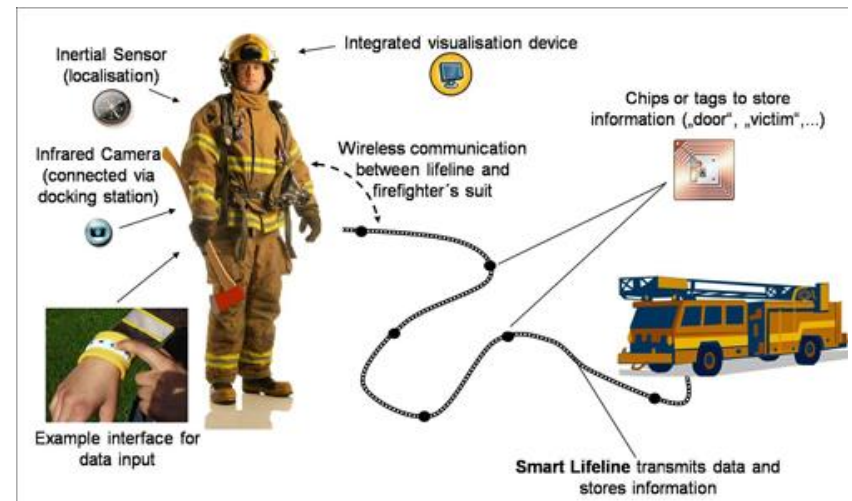 Inertial Sensor
(localisation)
Integrated visualisation device
Chips or tags to store
information („door“, „victim“,...)
Infrared Camera
(connected via
docking station)
Wireless communication
between lifeline and
firefighter´s suit
Example interface for
data input
Smart Lifeline transmits data and
stores information